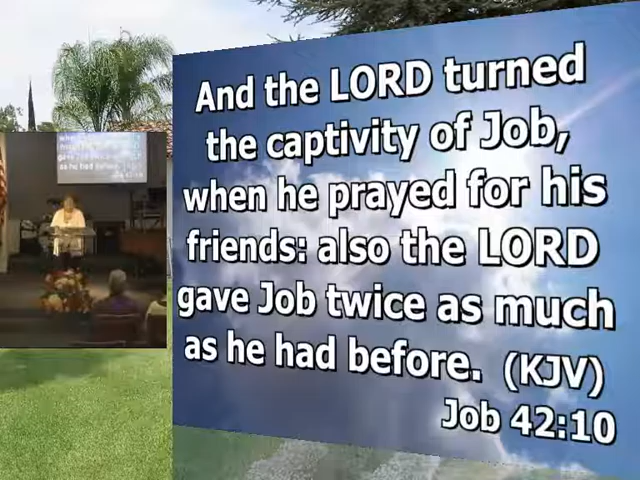 And the LORD turned
the captivity of Job,
when he prayed for his
friends: also the LORD
gave Job twice as much
as he had before. (KJV)
Job 42:10